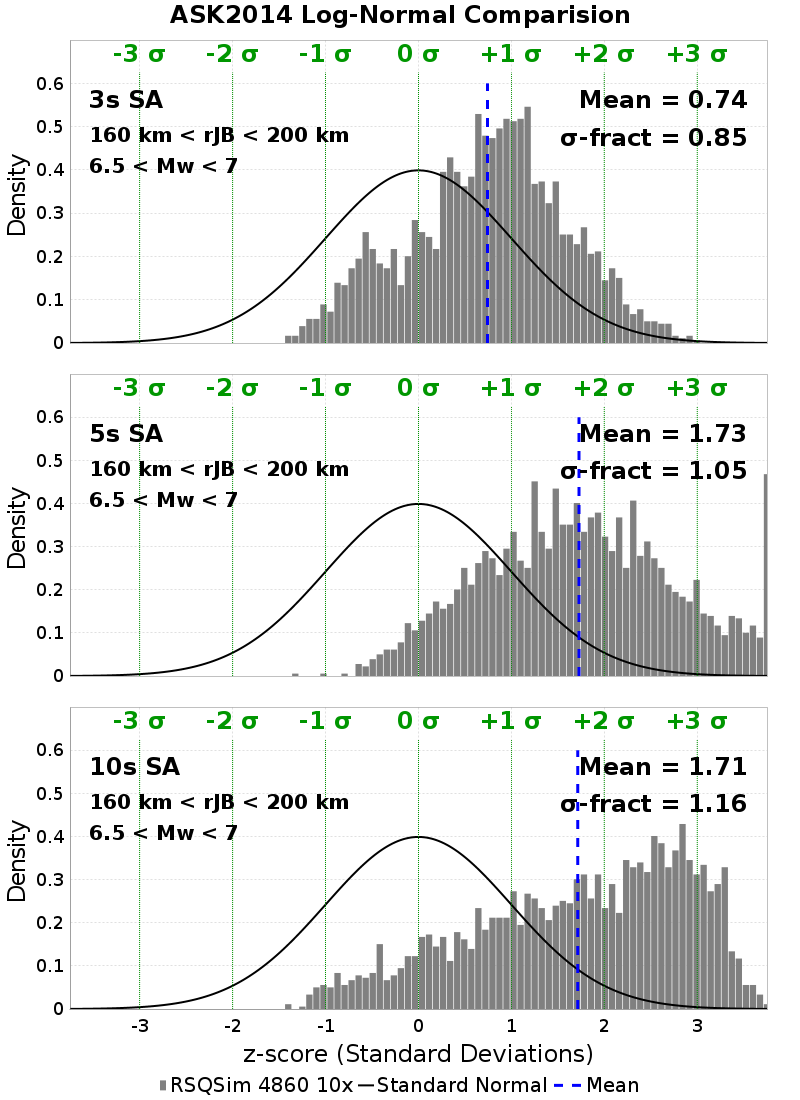 ASK2014 Log-Normal Comparision
-3 σ -2 σ -1 σ 0 σ +1 σ +2 σ +3 σ
0.6
3s SA
Mean = 0.74
0.5
160 km < rJB < 200 km
σ-fract = 0.85
6.5 < Mw < 7
0.4
Density
0.3
0.2
0.1
0
-3 σ -2 σ -1 σ 0 σ +1 σ +2 σ +3 σ
0.6
5s SA
Mean = 1.73
0.5
160 km < rJB < 200 km
σ-fract = 1.05
6.5 < Mw < 7
0.4
Density
0.3
0.2
0.1
0
-3 σ -2 σ -1 σ 0 σ +1 σ +2 σ +3 σ
0.6
10s SA
Mean = 1.71
0.5
160 km < rJB < 200 km
σ-fract = 1.16
6.5 < Mw < 7
0.4
Density
0.3
0.2
0.1
0
-3 -2 -1 0 1 2 3
z-score (Standard Deviations)
RSQSim 4860 10x Standard Normal Mean